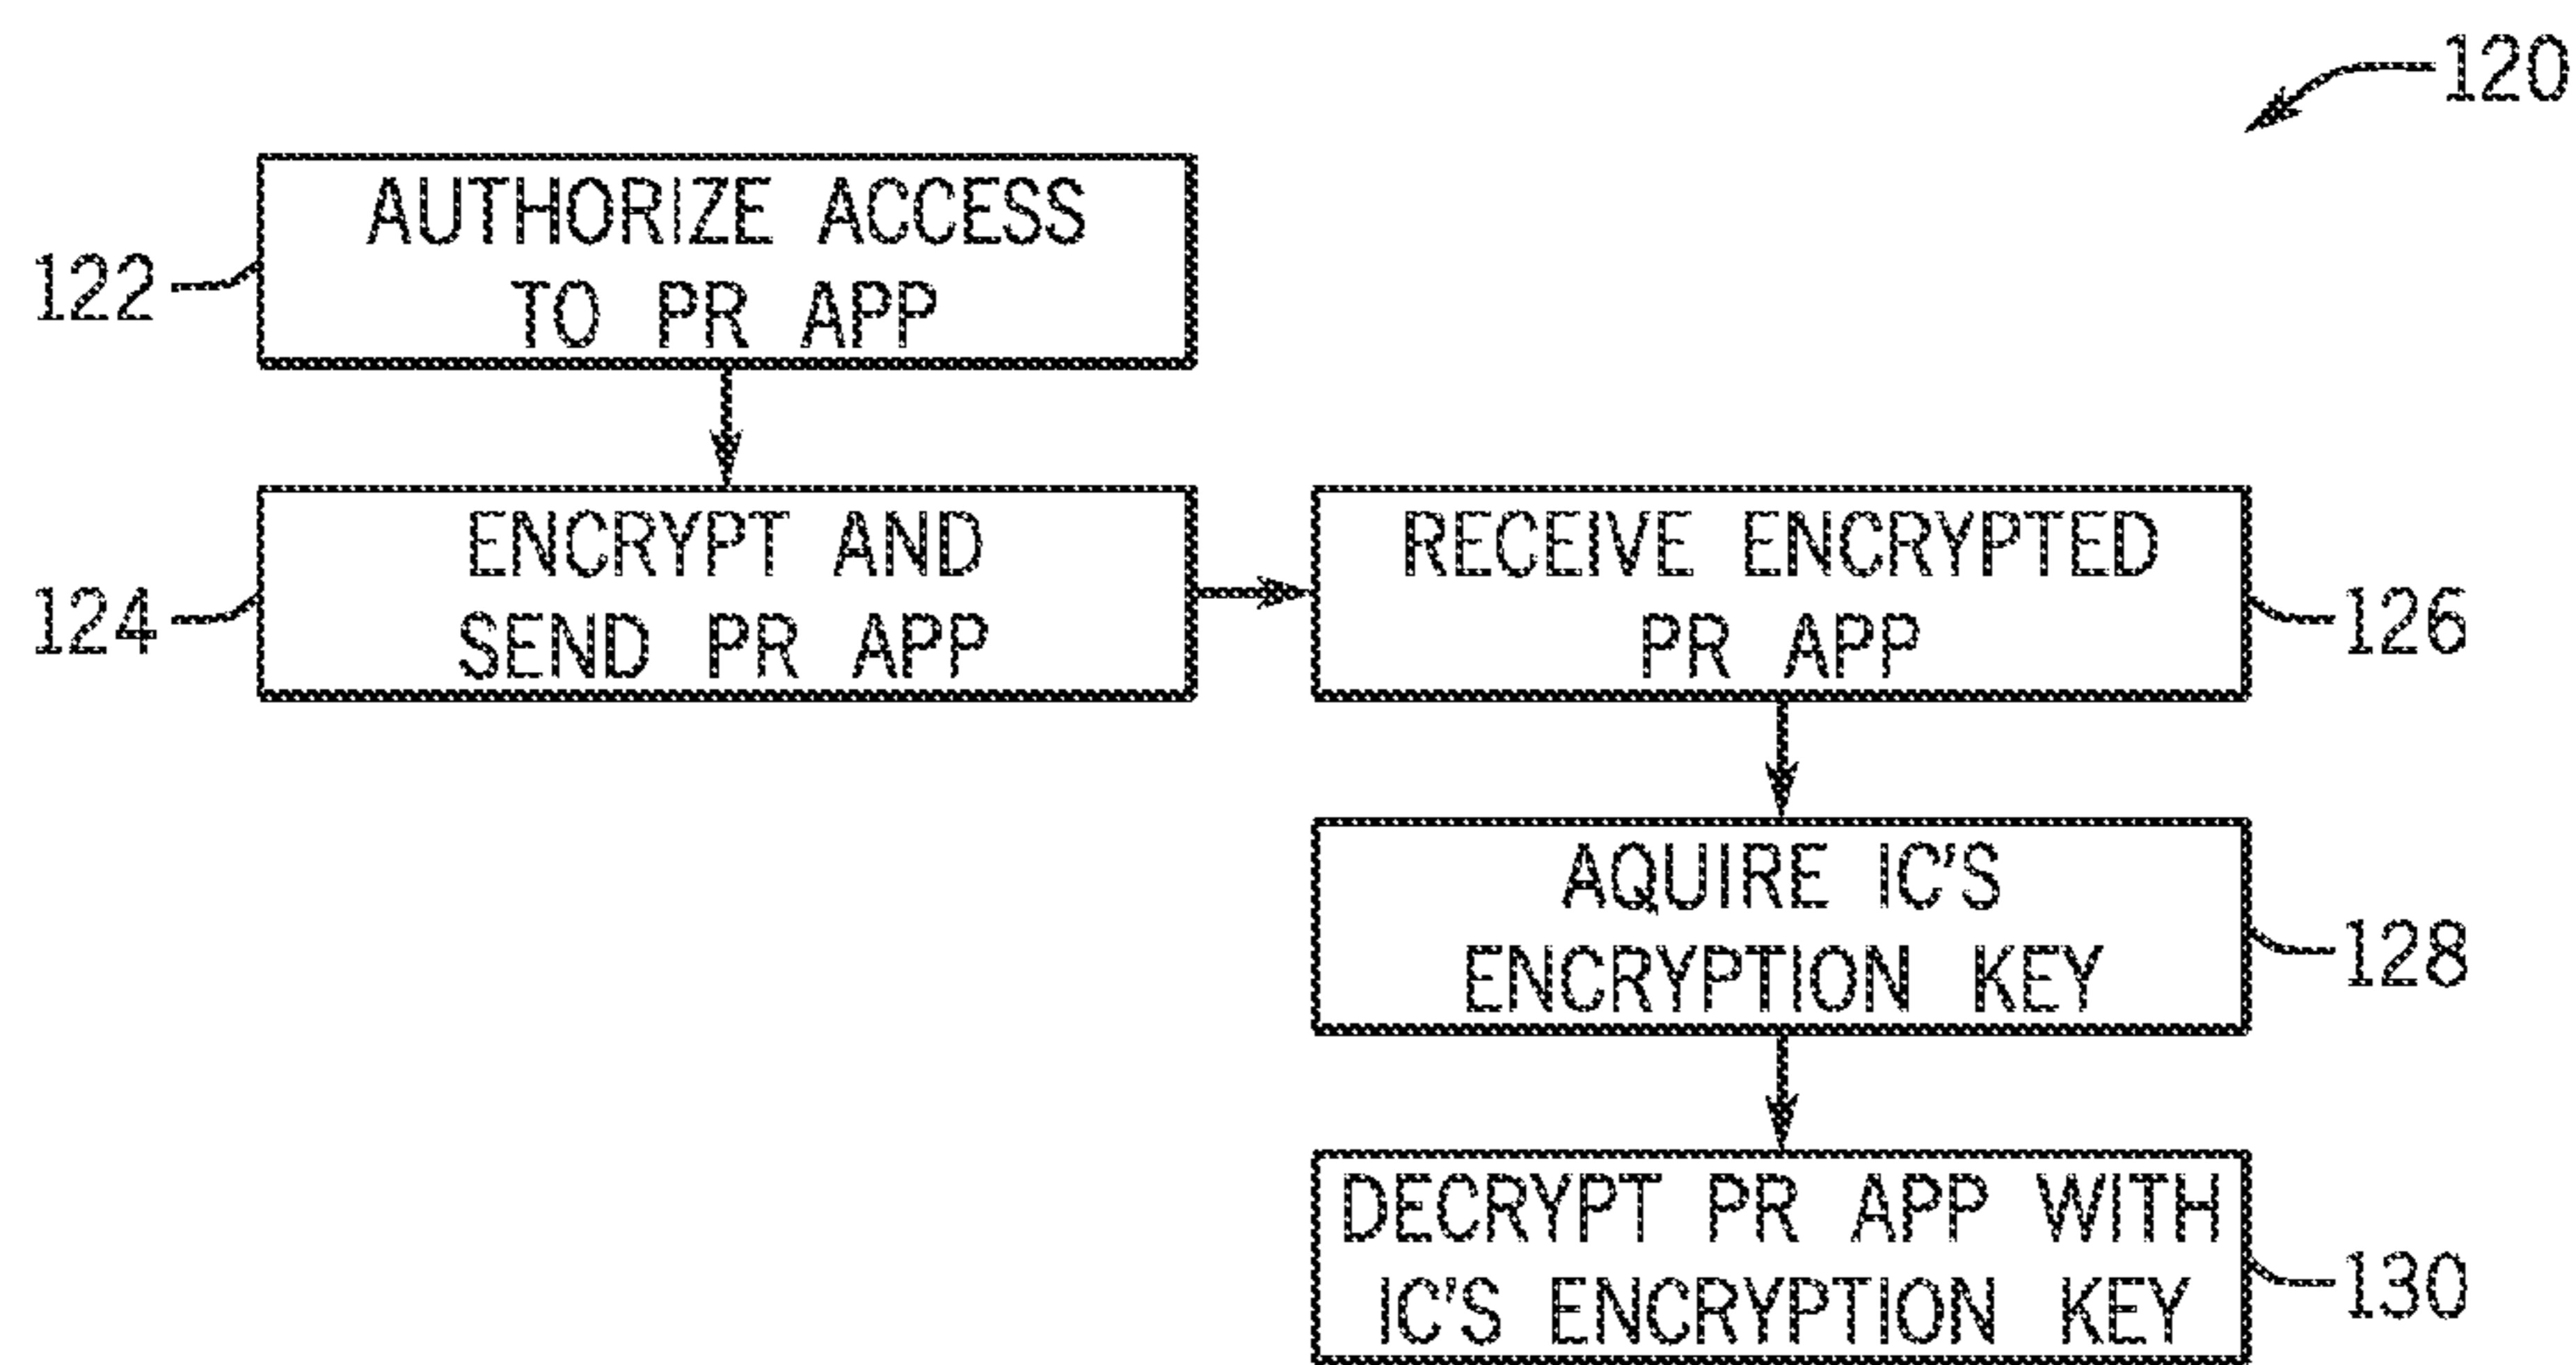 120
122
AUTHORIZE ACCESS
TO PR APP
124
ENCRYPT AND
SEND PR APP
RECEIVE ENCRYPTED
PR APP
126
AQUIRE IC'S
ENCRYPTION KEY
128
DECRYPT PR APP WITH
IC'S ENCRYPTION KEY
130